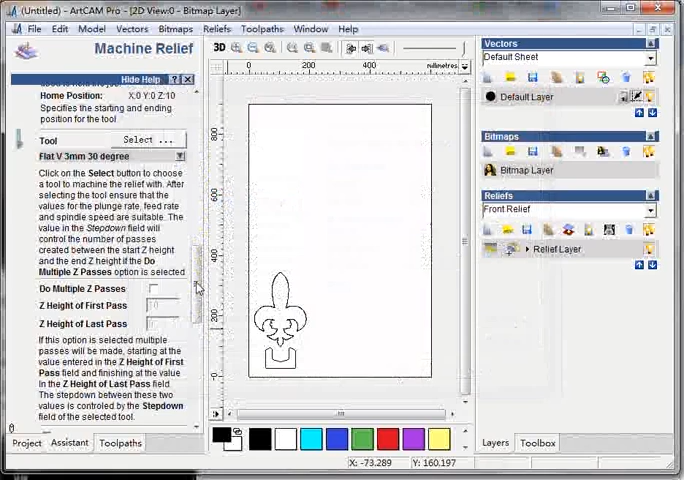 (Untitled) - ArtCAM Pro - [2D View:0 - Bitmap Layer]
File Edit Model Vectors Bitmaps Reliefs Toolpaths Window Help
Machine Relief
Hide Help ? X
Home Position: X:0 Y:0 Z:10
Specifies the starting and ending
position for the tool
Tool Select ...
Flat V 3mm 30 degree
Click on the Select button to choose
a tool to machine the relief with. After
selecting the tool ensure that the
values for the plunge rate, feed rate
and spindle speed are suitable. The
value in the Stepdown field will
control the number of passes
created between the start Z height
and the end Z height if the Do
Multiple Z Passes option is selected
Do Multiple Z Passes
Z Height of First Pass 10
Z Height of Last Pass
If this option is selected multiple
passes will be made, starting at the
value entered in the Z Height of First
Pass field and finishing at the value
in the Z Height of Last Pass field.
The stepdown between these two
values is controled by the Stepdown
field of the selected tool.
Project Assistant Toolpaths
3D
0 200 400 millimetres
800
600
400
200
0
Vectors
Default Sheet
Default Layer
Bitmaps
Bitmap Layer
Reliefs
Front Relief
Relief Layer
Layers Toolbox
X: -73.289 Y: 160.197